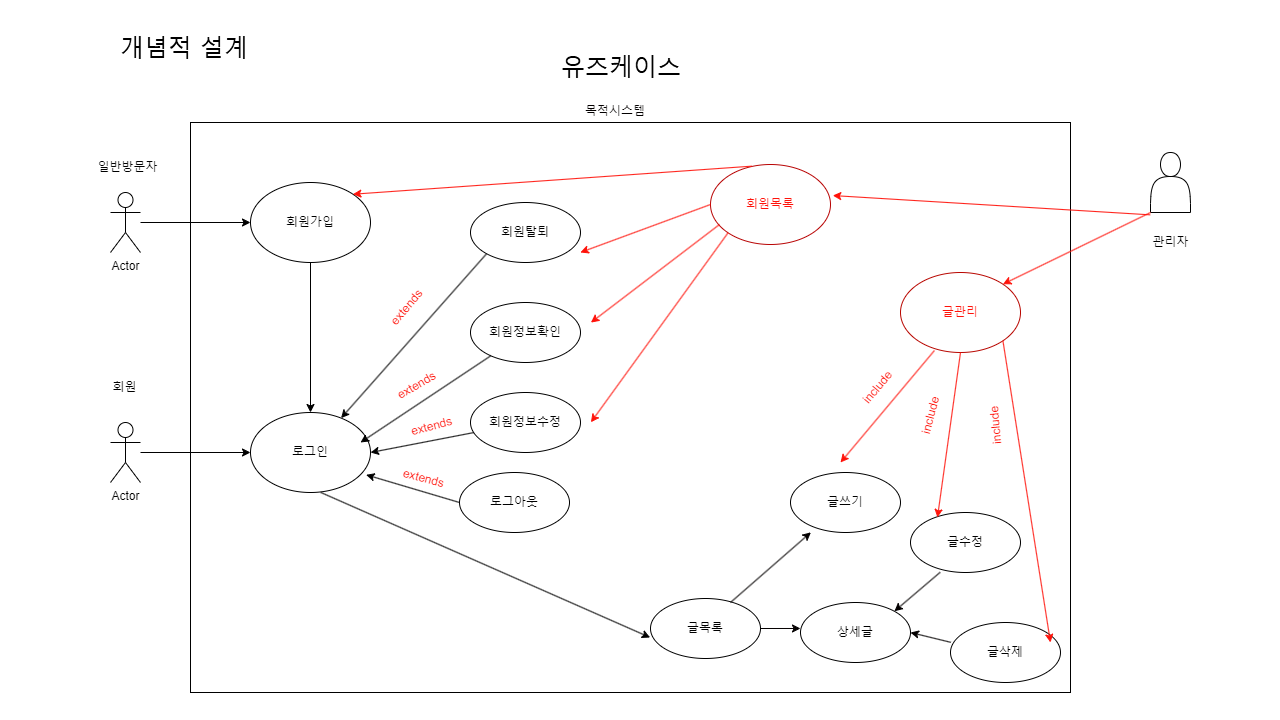 개념적 설계
유즈케이스
목적시스템
일반방문자
Actor
회원가입
회원탈퇴
회원목록
관리자
extends
회원정보확인
글관리
회원
Actor
extends
include
include
include
회원정보수정
extends
로그인
extends
로그아웃
글쓰기
글수정
글목록
상세글
글삭제